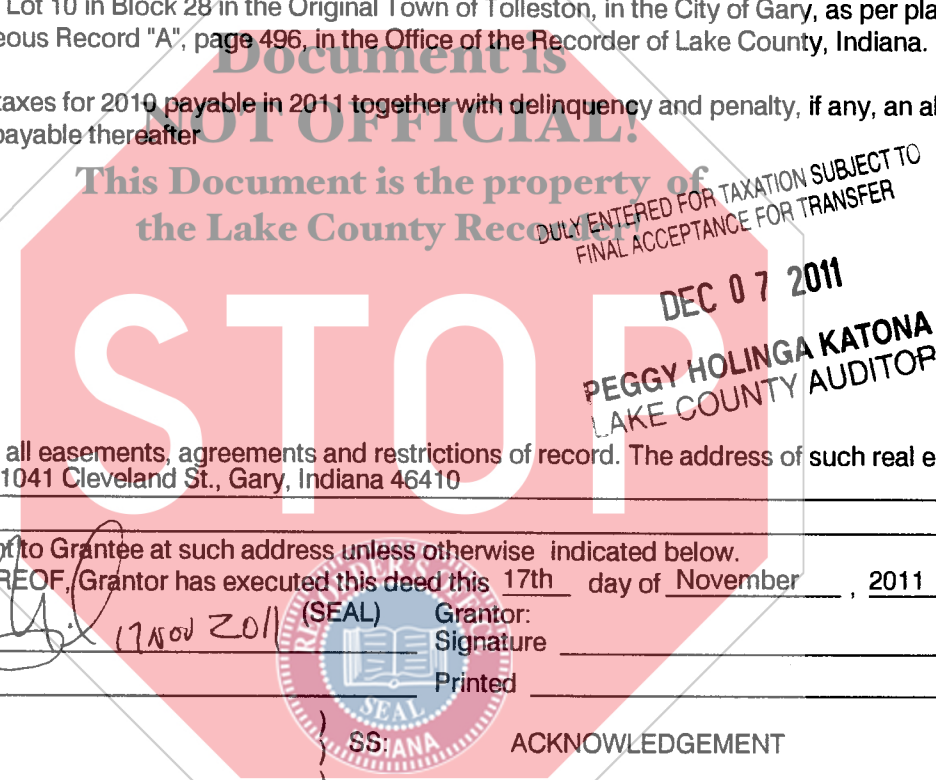 Lot 10 in Block 28 in the Original Town of Tolleston, in the City of Gary, as per pla
eous Record "A", page 496, in the Office of the Recorder of Lake County, Indiana.
Document is
taxes for 2010 payable in 2011 together with delinquency and penalty, if any, an al
NOT OFFICIAL!
payable thereafter
This Document is the property of
the Lake County Recorder!
DULY ENTERED FOR TAXATION SUBJECT TO
FINAL ACCEPTANCE FOR TRANSFER
DEC 07 2011
STOP
PEGGY HOLINGA KATONA
LAKE COUNTY AUDITOR
all easements, agreements and restrictions of record. The address of such real e
1041 Cleveland St., Gary, Indiana 46410
to Grantee at such address unless otherwise indicated below.
REOF, Grantor has executed this deed this 17th day of November , 2011
(SEAL) Grantor:
17 Nov 2011
Signature
Printed
SEAL
INDIANA
SS: ACKNOWLEDGEMENT